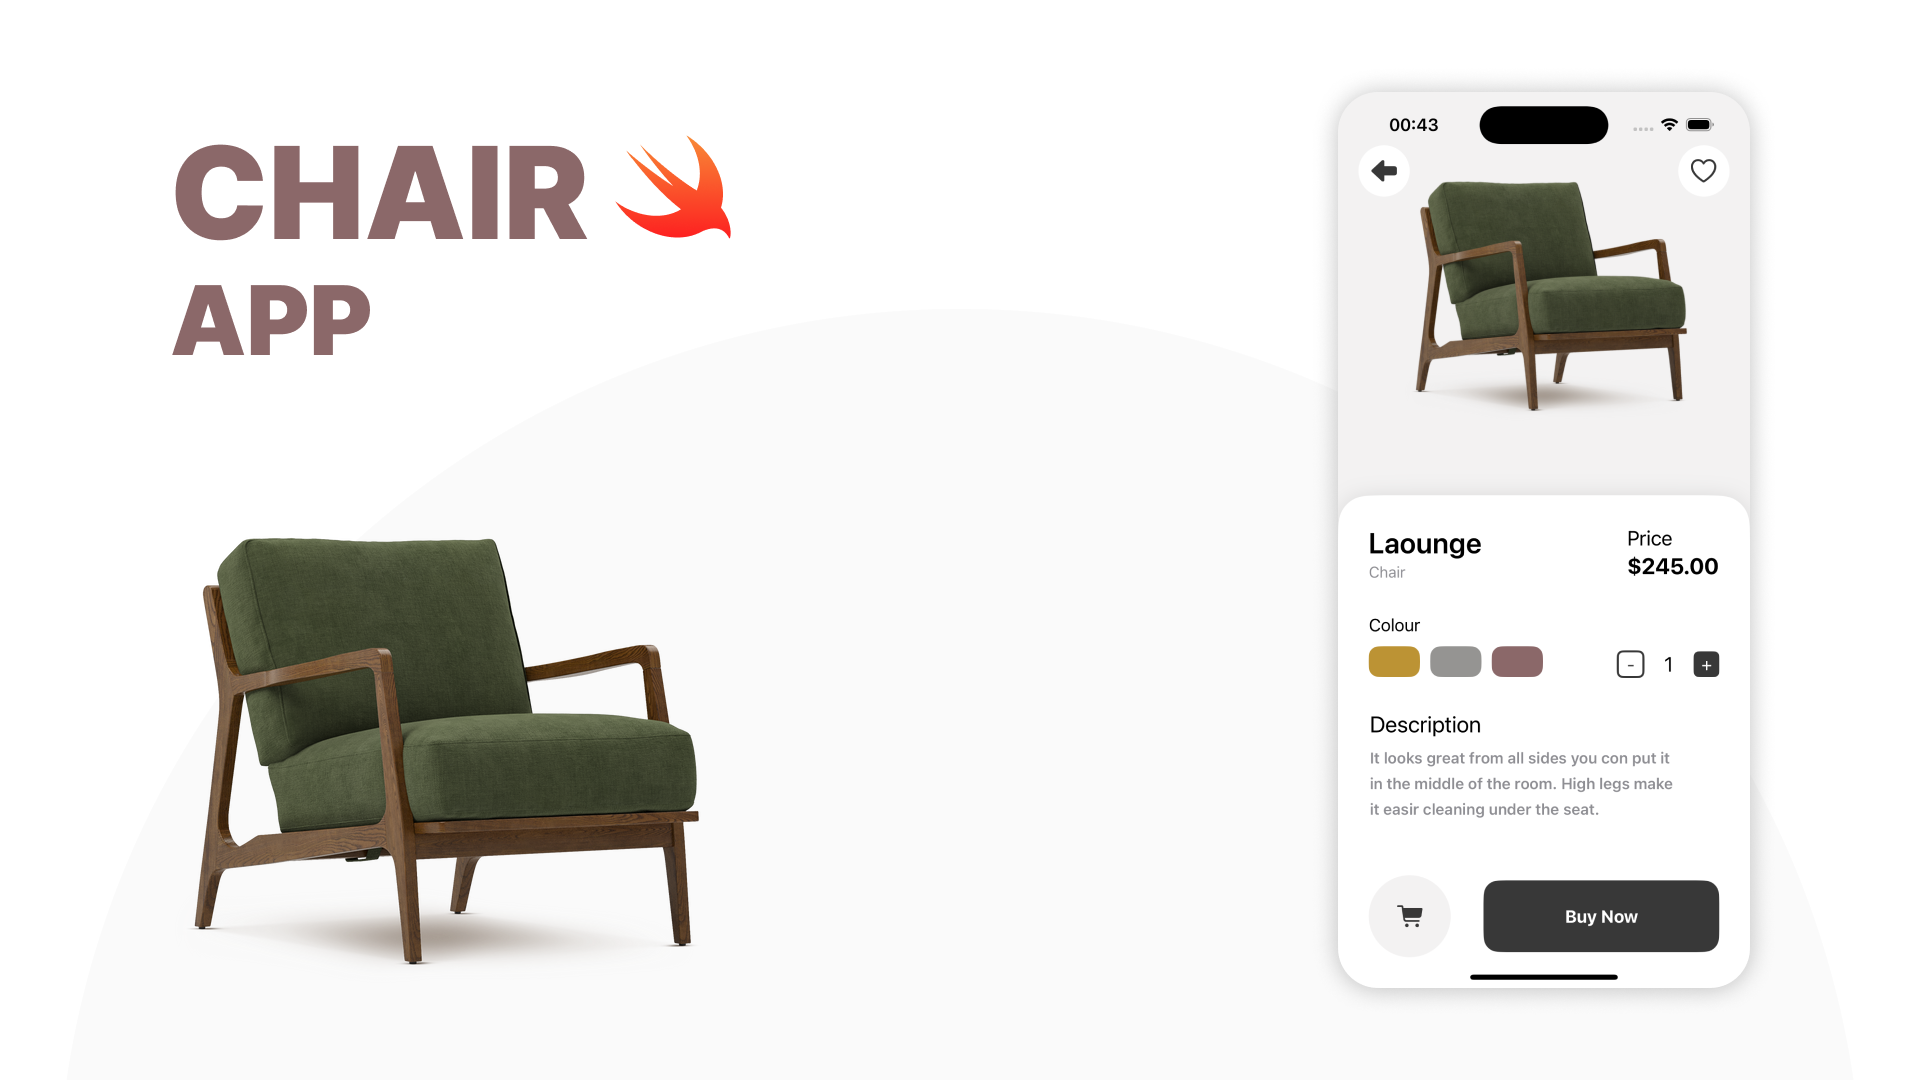 CHAIR
APP
00:43
Laounge
Chair
Price
$245.00
Colour
- 1 +
Description
It looks great from all sides you con put it
in the middle of the room. High legs make
it easir cleaning under the seat.
Buy Now